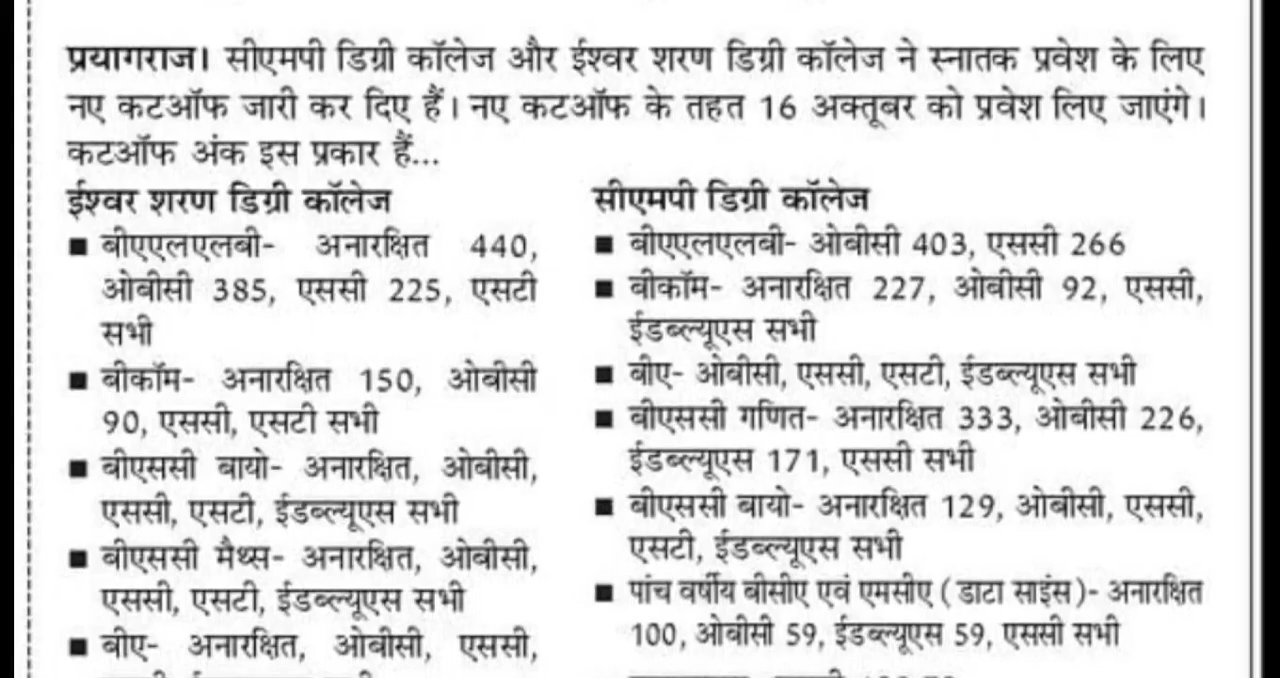 प्रयागराज। सीएमपी डिग्री कॉलेज और ईश्वर शरण डिग्री कॉलेज ने स्नातक प्रवेश के लिए
नए कटऑफ जारी कर दिए हैं। नए कटऑफ के तहत 16 अक्तूबर को प्रवेश लिए जाएंगे।
कटऑफ अंक इस प्रकार हैं...
ईश्वर शरण डिग्री कॉलेज
■ बीएएलएलबी- अनारक्षित 440,
ओबीसी 385, एससी 225, एसटी
सभी
■ बीकॉम- अनारक्षित 150, ओबीसी
90, एससी, एसटी सभी
■ बीएससी बायो- अनारक्षित, ओबीसी,
एससी, एसटी, ईडब्ल्यूएस सभी
■ बीएससी मैथ्स- अनारक्षित, ओबीसी,
एससी, एसटी, ईडब्ल्यूएस सभी
■ बीए- अनारक्षित, ओबीसी, एससी,
सीएमपी डिग्री कॉलेज
■ बीएएलएलबी- ओबीसी 403, एससी 266
■ बीकॉम- अनारक्षित 227, ओबीसी 92, एससी,
ईडब्ल्यूएस सभी
■ बीए- ओबीसी, एससी, एसटी, ईडब्ल्यूएस सभी
■ बीएससी गणित- अनारक्षित 333, ओबीसी 226,
ईडब्ल्यूएस 171, एससी सभी
■ बीएससी बायो- अनारक्षित 129, ओबीसी, एससी,
एसटी, ईडब्ल्यूएस सभी
■ पांच वर्षीय बीसीए एवं एमसीए (डाटा साइंस)- अनारक्षित
100, ओबीसी 59, ईडब्ल्यूएस 59, एससी सभी